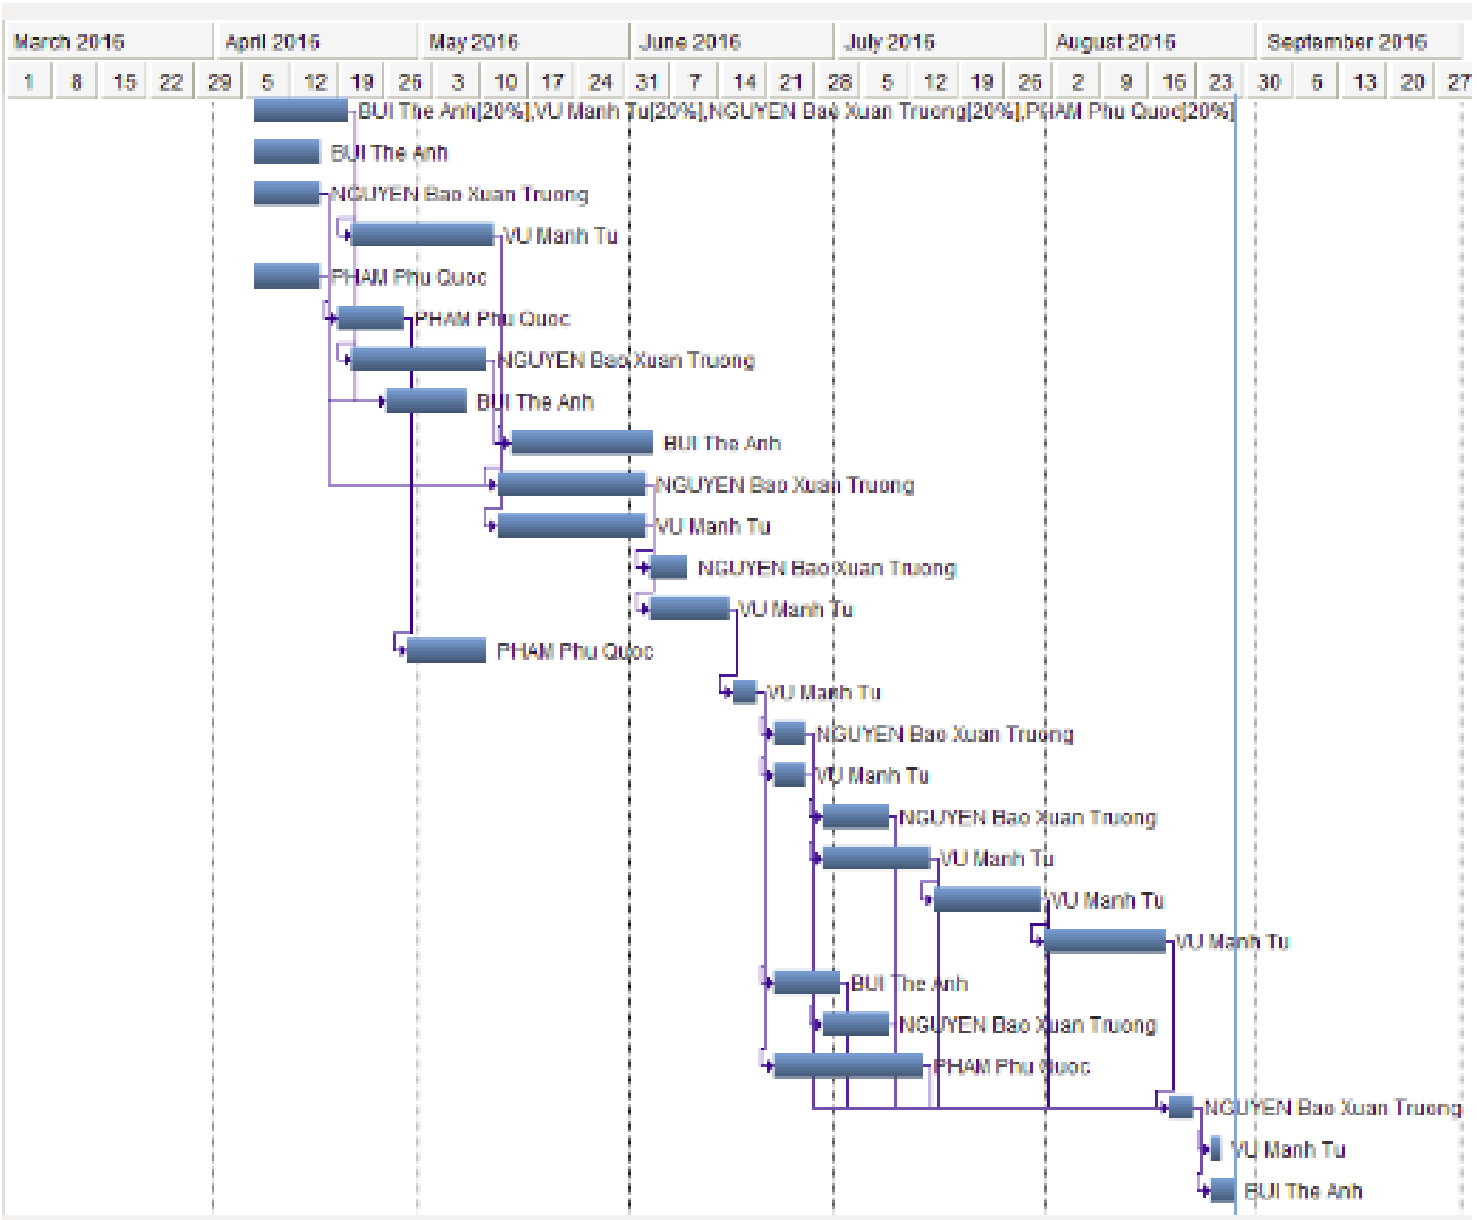 March 2016 April 2016 May 2016 June 2016 July 2016 August 2016 September 2016
1 8 15 22 29 5 12 19 26 3 10 17 24 31 7 14 21 28 5 12 19 26 2 9 16 23 30 6 13 20 27
BUI The Anh[20%],VU Manh Tu[20%],NGUYEN Bao Xuan Truong[20%],PHAM Phu Quoc[20%]
BUI The Anh
NGUYEN Bao Xuan Truong
VU Manh Tu
PHAM Phu Quoc
PHAM Phu Quoc
NGUYEN Bao Xuan Truong
BUI The Anh
BUI The Anh
NGUYEN Bao Xuan Truong
VU Manh Tu
NGUYEN Bao Xuan Truong
VU Manh Tu
PHAM Phu Quoc
VU Manh Tu
NGUYEN Bao Xuan Truong
VU Manh Tu
NGUYEN Bao Xuan Truong
VU Manh Tu
VU Manh Tu
VU Manh Tu
BUI The Anh
NGUYEN Bao Xuan Truong
PHAM Phu Quoc
NGUYEN Bao Xuan Truong
VU Manh Tu
BUI The Anh